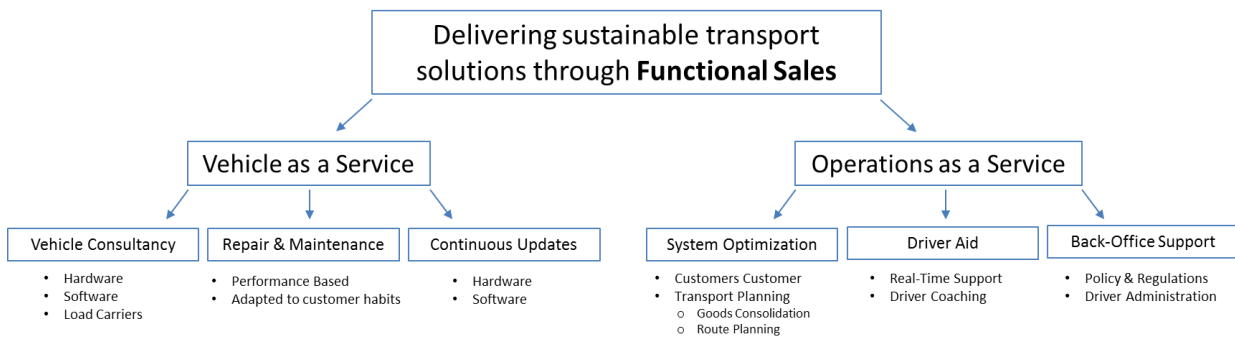 Delivering sustainable transport
solutions through Functional Sales
Vehicle as a Service
Operations as a Service
Vehicle Consultancy
• Hardware
• Software
• Load Carriers
Repair & Maintenance
• Performance Based
• Adapted to customer habits
Continuous Updates
• Hardware
• Software
System Optimization
• Customers Customer
• Transport Planning
o Goods Consolidation
o Route Planning
Driver Aid
• Real-Time Support
• Driver Coaching
Back-Office Support
• Policy & Regulations
• Driver Administration